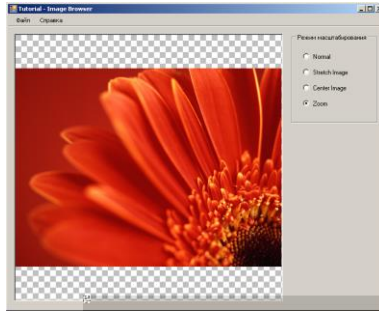 Tutorial - Image Browser
Файл Справка
Режим масштабирования
Normal
Stretch Image
Center Image
Zoom